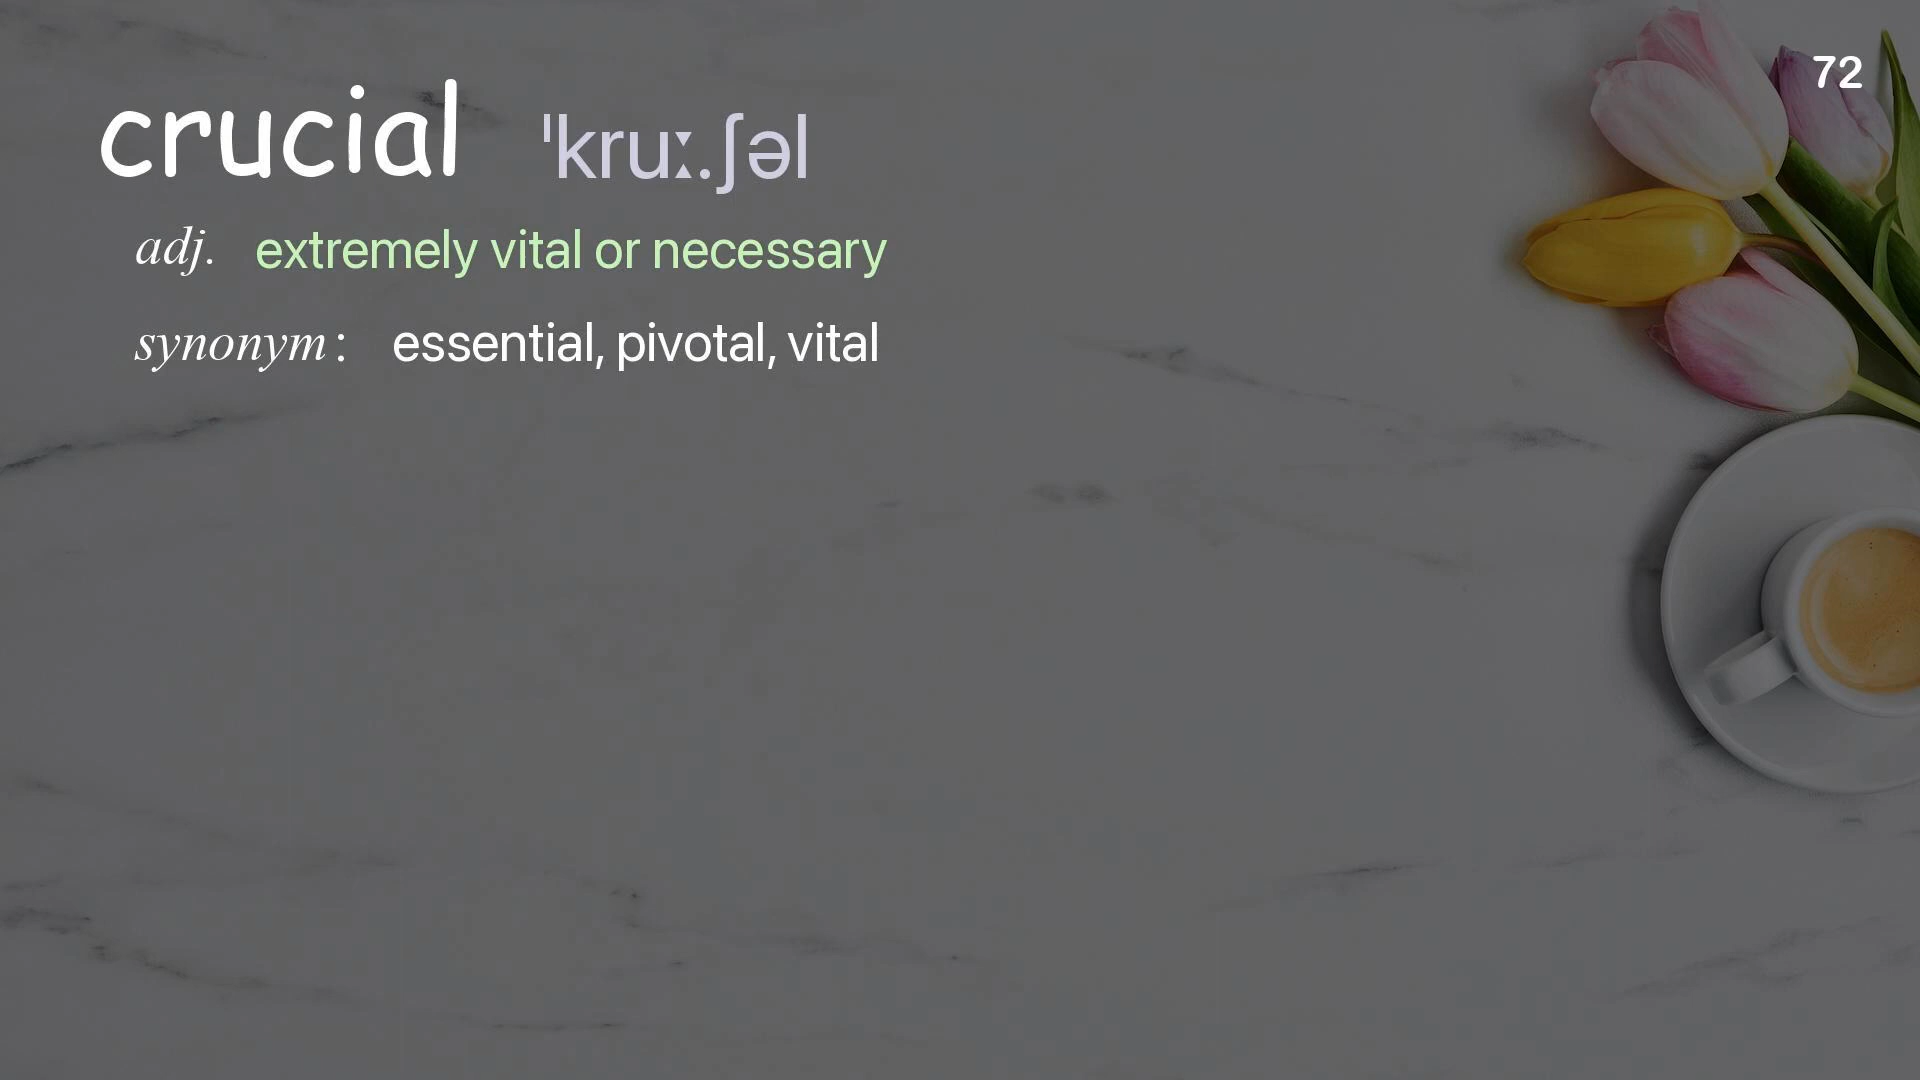 72
crucial ˈkruː.ʃəl
adj. extremely vital or necessary
synonym: essential, pivotal, vital